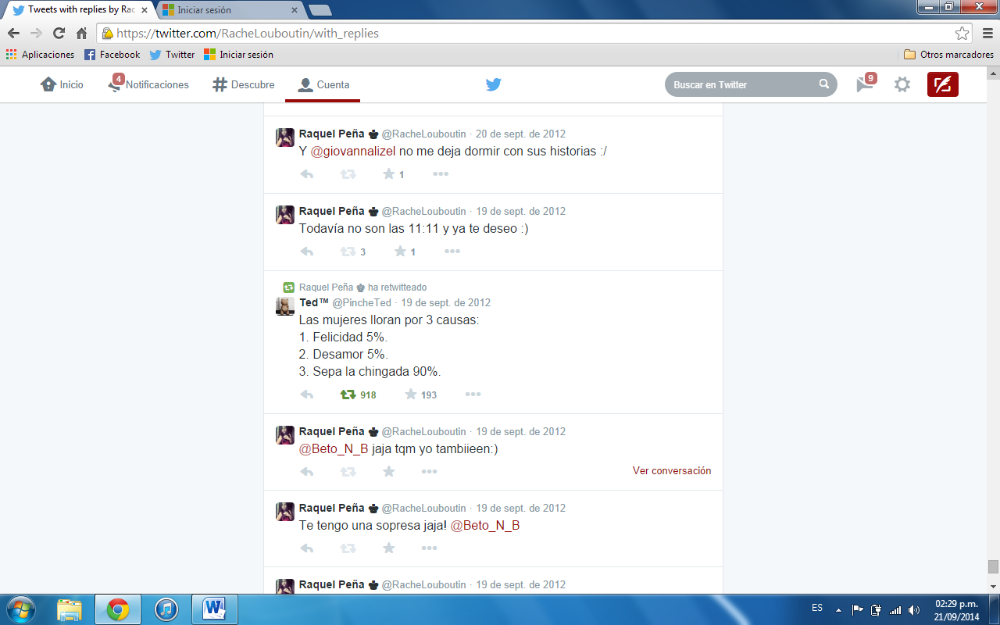 Tweets with replies by Rac
Iniciar sesión
https://twitter.com/RacheLouboutin/with_replies
Aplicaciones Facebook Twitter Iniciar sesión Otros marcadores
Inicio 4 Notificaciones Descubre Cuenta Buscar en Twitter 9
Raquel Peña @RacheLouboutin · 20 de sept. de 2012
Y @giovannalizel no me deja dormir con sus historias :/
1
Raquel Peña @RacheLouboutin · 19 de sept. de 2012
Todavía no son las 11:11 y ya te deseo :)
3 1
Raquel Peña ha retwitteado
Ted™ @PincheTed · 19 de sept. de 2012
Las mujeres lloran por 3 causas:
1. Felicidad 5%.
2. Desamor 5%.
3. Sepa la chingada 90%.
918 193
Raquel Peña @RacheLouboutin · 19 de sept. de 2012
@Beto_N_B jaja tqm yo tambiieen:)
Ver conversación
Raquel Peña @RacheLouboutin · 19 de sept. de 2012
Te tengo una sopresa jaja! @Beto_N_B
Raquel Peña @RacheLouboutin · 19 de sept. de 2012
ES 02:29 p.m.
21/09/2014